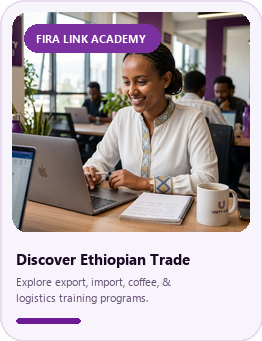 FIRA LINK ACADEMY
U
Discover Ethiopian Trade
Explore export, import, coffee, &
logistics training programs.